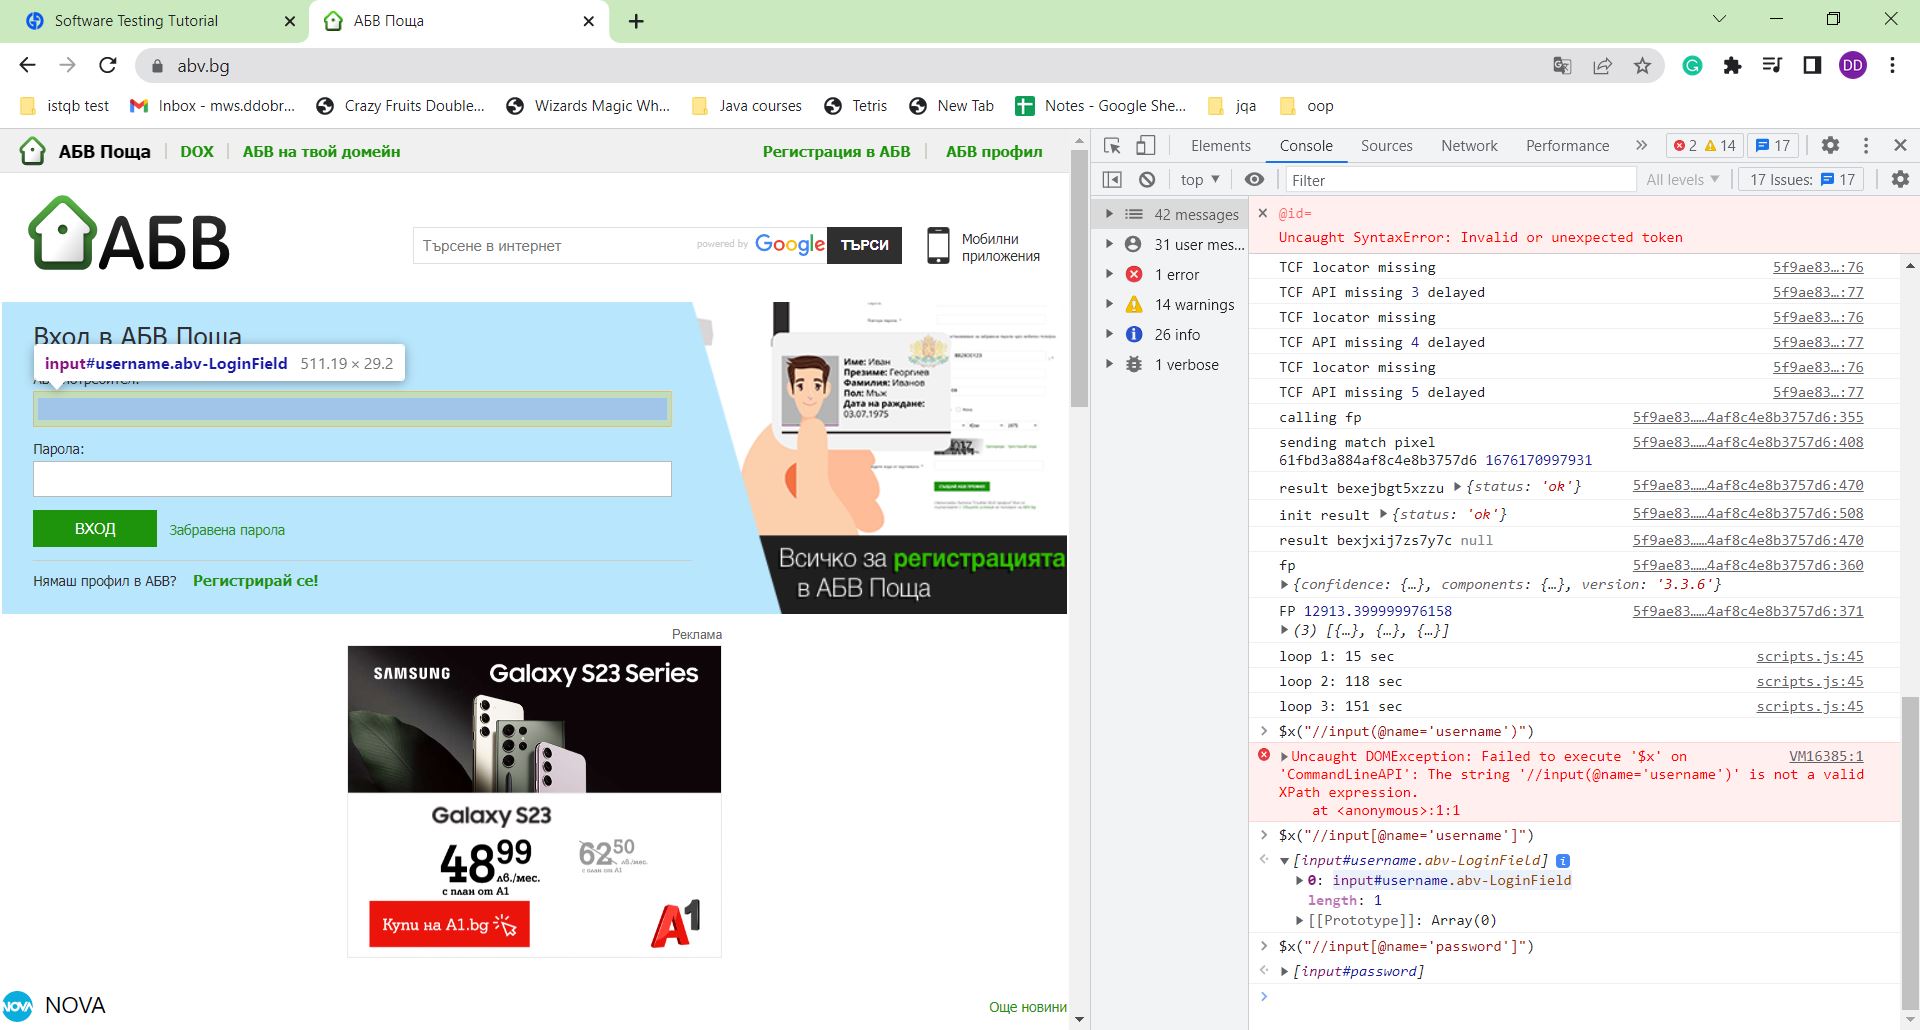 Software Testing Tutorial
АБВ Поща
abv.bg
DD
istqb test
Inbox - mws.ddobr...
Crazy Fruits Double...
Wizards Magic Wh...
Java courses
Tetris
New Tab
Notes - Google She...
jqa
oop
АБВ Поща
DOX
АБВ на твой домейн
Регистрация в АБВ
АБВ профил
АБВ
Търсене в интернет
powered by Google
ТЪРСИ
Мобилни
приложения
Вход в АБВ Поща
input#username.abv-LoginField 511.19 × 29.2
Парола:
ВХОД
Забравена парола
Нямаш профил в АБВ? Регистрирай се!
Име: Иван
Презиме: Георгиев
Фамилия: Иванов
Пол: Мъж
Дата на раждане:
03.07.1975
Всичко за регистрацията
в АБВ Поща
Реклама
SAMSUNG
Galaxy S23 Series
Galaxy S23
48 99
лв./мес.
с план от А1
62 50
лв./мес.
с план от А1
Купи на A1.bg
A1
NOVA
NOVA
Още новини
Elements
Console
Sources
Network
Performance
2
14
17
top
Filter
All levels
17 Issues:
17
42 messages
31 user mes...
1 error
14 warnings
26 info
1 verbose
@id=
Uncaught SyntaxError: Invalid or unexpected token
TCF locator missing 5f9ae83…:76
TCF API missing 3 delayed 5f9ae83…:77
TCF locator missing 5f9ae83…:76
TCF API missing 4 delayed 5f9ae83…:77
TCF locator missing 5f9ae83…:76
TCF API missing 5 delayed 5f9ae83…:77
calling fp 5f9ae83……4af8c4e8b3757d6:355
sending match pixel 5f9ae83……4af8c4e8b3757d6:408
61fbd3a884af8c4e8b3757d6 1676170997931
result bexejbgt5xzzu {status: 'ok'} 5f9ae83……4af8c4e8b3757d6:470
init result {status: 'ok'} 5f9ae83……4af8c4e8b3757d6:508
result bexjxij7zs7y7c null 5f9ae83……4af8c4e8b3757d6:470
fp 5f9ae83……4af8c4e8b3757d6:360
{confidence: {…}, components: {…}, version: '3.3.6'}
FP 12913.399999976158 5f9ae83……4af8c4e8b3757d6:371
(3) [{…}, {…}, {…}]
loop 1: 15 sec scripts.js:45
loop 2: 118 sec scripts.js:45
loop 3: 151 sec scripts.js:45
$x("//input(@name='username')")
Uncaught DOMException: Failed to execute '$x' on VM16385:1
'CommandLineAPI': The string '//input(@name='username')' is not a valid
XPath expression.
at <anonymous>:1:1
$x("//input[@name='username']")
[input#username.abv-LoginField]
0: input#username.abv-LoginField
length: 1
[[Prototype]]: Array(0)
$x("//input[@name='password']")
[input#password]